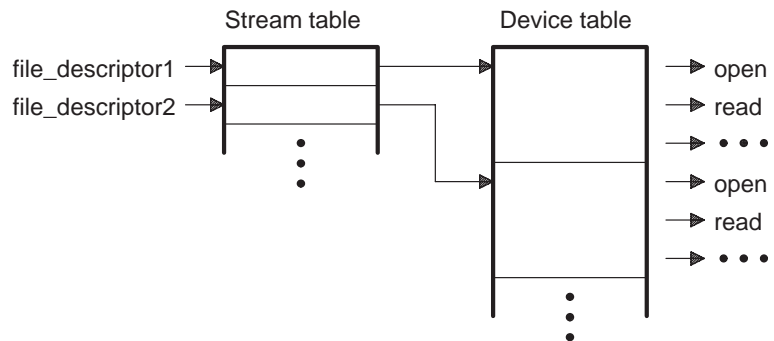 Stream table
Device table
file_descriptor1
file_descriptor2
open
read
• • •
open
read
• • •